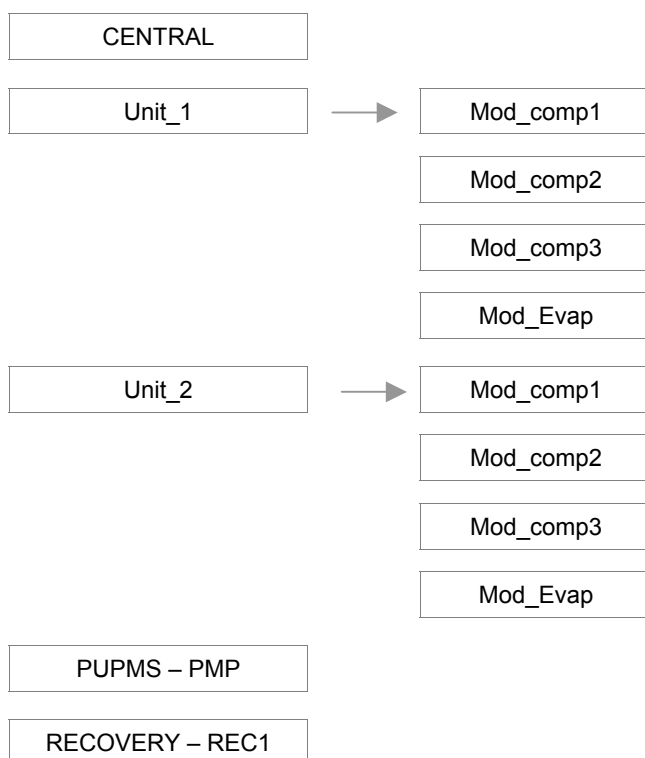 CENTRAL
Unit_1
Mod_comp1
Mod_comp2
Mod_comp3
Mod_Evap
Unit_2
Mod_comp1
Mod_comp2
Mod_comp3
Mod_Evap
PUPMS – PMP
RECOVERY – REC1